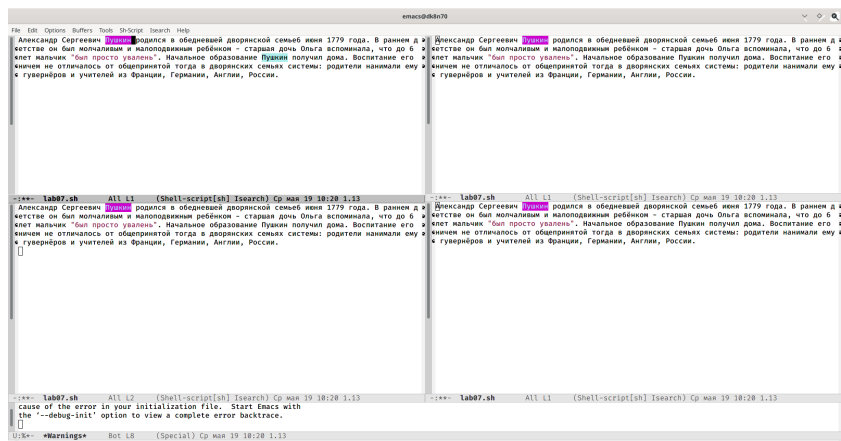 emacs@dk8n70
File Edit Options Buffers Tools Sh-Script Isearch Help
Александр Сергеевич Пушкин родился в обедневшей дворянской семье6 июня 1779 года. В раннем д
етстве он был молчаливым и малоподвижным ребёнком – старшая дочь Ольга вспоминала, что до 6
лет мальчик "был просто увалень". Начальное образование Пушкин получил дома. Воспитание его
ничем не отличалось от общепринятой тогда в дворянских семьях системы: родители нанимали ему
гувернёров и учителей из Франции, Германии, Англии, России.
-:**- lab07.sh All L1 (Shell-script[sh] Isearch) Ср мая 19 10:20 1.13
Александр Сергеевич Пушкин родился в обедневшей дворянской семье6 июня 1779 года. В раннем д
етстве он был молчаливым и малоподвижным ребёнком – старшая дочь Ольга вспоминала, что до 6
лет мальчик "был просто увалень". Начальное образование Пушкин получил дома. Воспитание его
ничем не отличалось от общепринятой тогда в дворянских семьях системы: родители нанимали ему
гувернёров и учителей из Франции, Германии, Англии, России.
-:**- lab07.sh All L1 (Shell-script[sh] Isearch) Ср мая 19 10:20 1.13
Александр Сергеевич Пушкин родился в обедневшей дворянской семье6 июня 1779 года. В раннем д
етстве он был молчаливым и малоподвижным ребёнком – старшая дочь Ольга вспоминала, что до 6
лет мальчик "был просто увалень". Начальное образование Пушкин получил дома. Воспитание его
ничем не отличалось от общепринятой тогда в дворянских семьях системы: родители нанимали ему
гувернёров и учителей из Франции, Германии, Англии, России.
-:**- lab07.sh All L2 (Shell-script[sh] Isearch) Ср мая 19 10:20 1.13
Александр Сергеевич Пушкин родился в обедневшей дворянской семье6 июня 1779 года. В раннем д
етстве он был молчаливым и малоподвижным ребёнком – старшая дочь Ольга вспоминала, что до 6
лет мальчик "был просто увалень". Начальное образование Пушкин получил дома. Воспитание его
ничем не отличалось от общепринятой тогда в дворянских семьях системы: родители нанимали ему
гувернёров и учителей из Франции, Германии, Англии, России.
-:**- lab07.sh All L1 (Shell-script[sh] Isearch) Ср мая 19 10:20 1.13
cause of the error in your initialization file. Start Emacs with
the '--debug-init' option to view a complete error backtrace.
U:%*- *Warnings* Bot L8 (Special) Ср мая 19 10:20 1.13